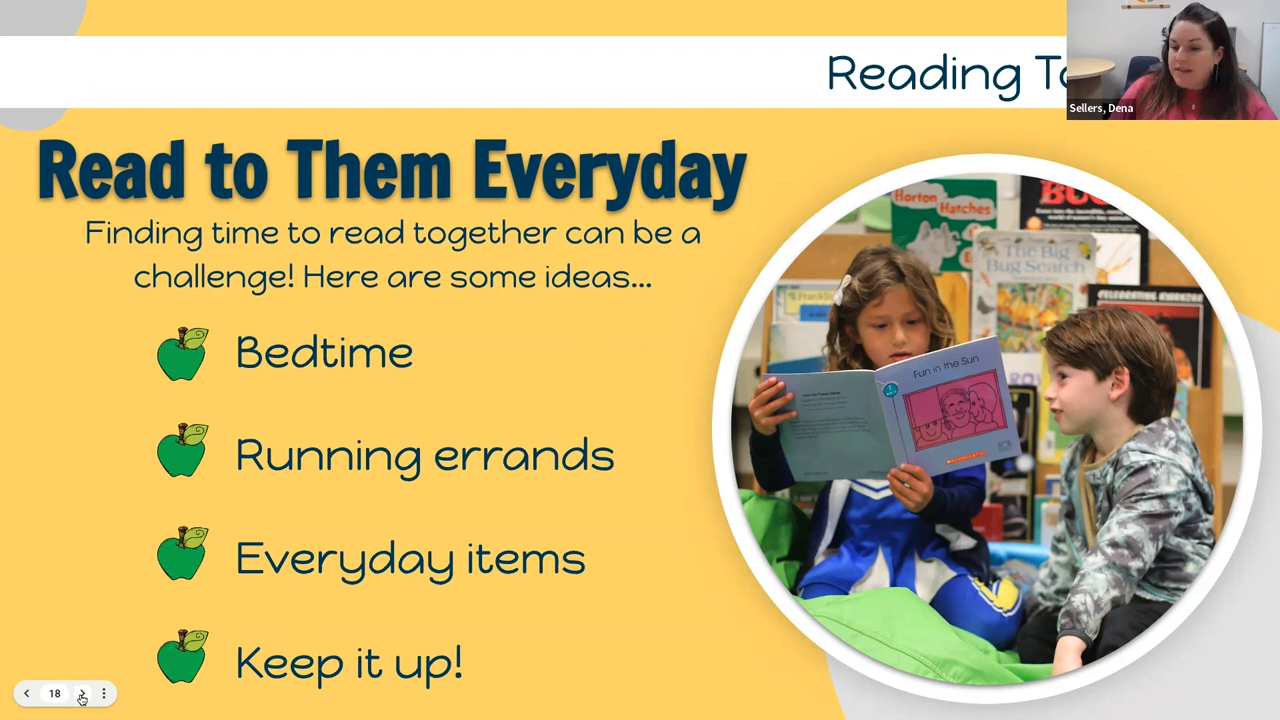 Reading To
Sellers, Dena
Read to Them Everyday
Finding time to read together can be a
challenge! Here are some ideas...
Bedtime
Running errands
Everyday items
Keep it up!
18
Horton
Hatches
The Big
Bug Search
Franklin
Fun in the Sun
SCHOLASTIC